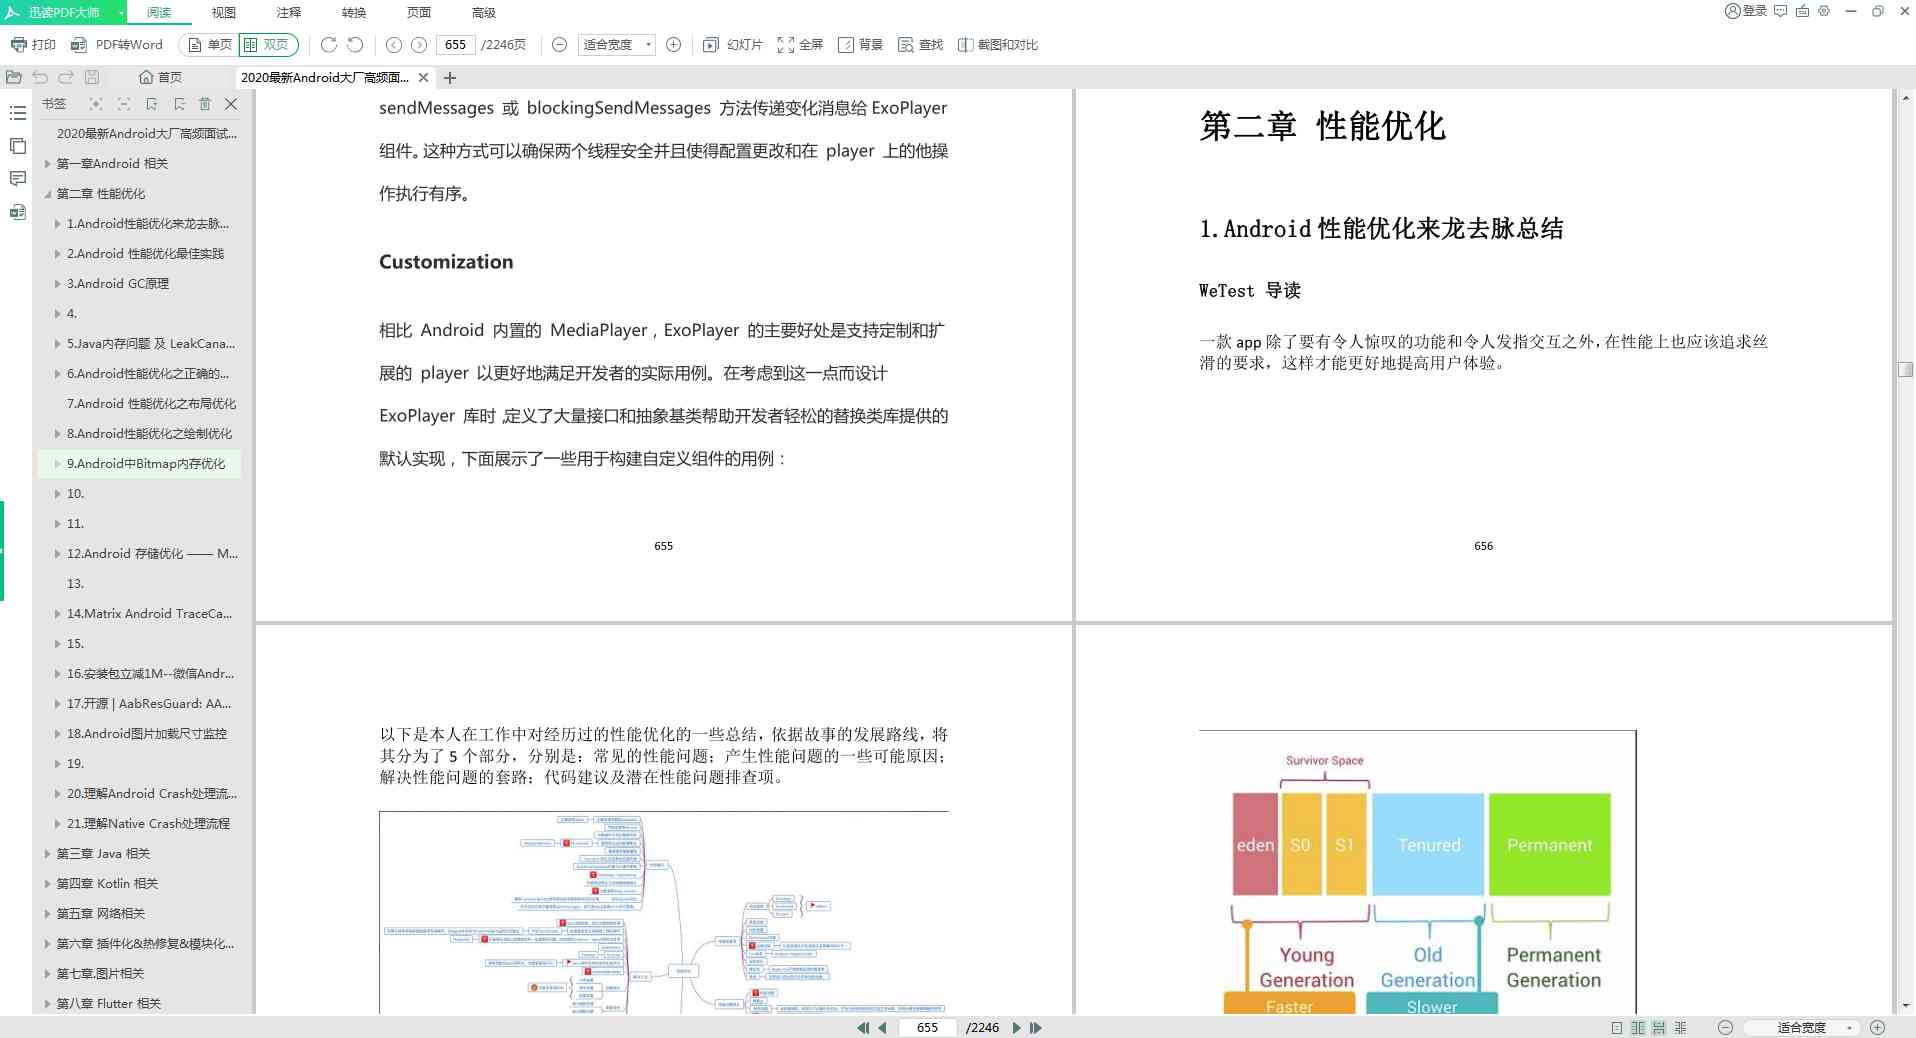 迅读PDF大师
阅读
视图
注释
转换
页面
高级
登录
打印
PDF转Word
单页
双页
655
/2246页
适合宽度
幻灯片
全屏
背景
查找
截图和对比
首页
2020最新Android大厂高频面...
书签
2020最新Android大厂高频面试...
第一章Android 相关
第二章 性能优化
1.Android性能优化来龙去脉...
2.Android 性能优化最佳实践
3.Android GC原理
4.
5.Java内存问题 及 LeakCana...
6.Android性能优化之正确的...
7.Android 性能优化之布局优化
8.Android性能优化之绘制优化
9.Android中Bitmap内存优化
10.
11.
12.Android 存储优化 —— M...
13.
14.Matrix Android TraceCa...
15.
16.安装包立减1M--微信Andr...
17.开源 | AabResGuard: AA...
18.Android图片加载尺寸监控
19.
20.理解Android Crash处理流...
21.理解Native Crash处理流程
第三章 Java 相关
第四章 Kotlin 相关
第五章 网络相关
第六章 插件化&热修复&模块化...
第七章.图片相关
第八章 Flutter 相关
sendMessages 或 blockingSendMessages 方法传递变化消息给 ExoPlayer
组件。这种方式可以确保两个线程安全并且使得配置更改和在 player 上的他操
作执行有序。
Customization
相比 Android 内置的 MediaPlayer，ExoPlayer 的主要好处是支持定制和扩
展的 player 以更好地满足开发者的实际用例。在考虑到这一点而设计
ExoPlayer 库时，定义了大量接口和抽象基类帮助开发者轻松的替换类库提供的
默认实现，下面展示了一些用于构建自定义组件的用例：
655
第二章 性能优化
1.Android 性能优化来龙去脉总结
WeTest 导读
一款 app 除了要有令人惊叹的功能和令人发指交互之外，在性能上也应该追求丝
滑的要求，这样才能更好地提高用户体验。
656
以下是本人在工作中对经历过的性能优化的一些总结，依据故事的发展路线，将
其分为了 5 个部分，分别是：常见的性能问题；产生性能问题的一些可能原因；
解决性能问题的套路；代码建议及潜在性能问题排查项。
Survivor Space
eden
S0
S1
Tenured
Permanent
Young
Generation
Old
Generation
Permanent
Generation
Faster
Slower
655
/2246
适合宽度